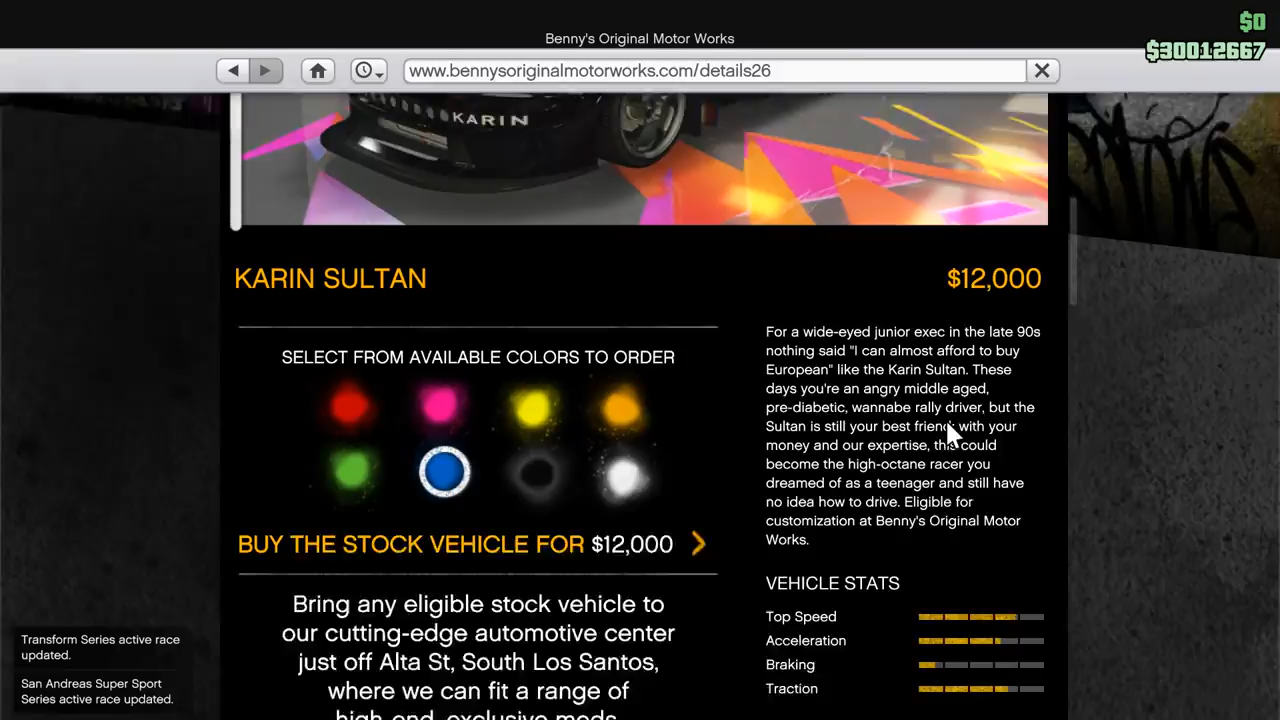 $0
$30012667
Benny's Original Motor Works
www.bennysoriginalmotorworks.com/details26
KARIN
KARIN SULTAN
$12,000
SELECT FROM AVAILABLE COLORS TO ORDER
BUY THE STOCK VEHICLE FOR $12,000
Bring any eligible stock vehicle to
our cutting-edge automotive center
just off Alta St, South Los Santos,
where we can fit a range of
high-end, exclusive mods
For a wide-eyed junior exec in the late 90s
nothing said "I can almost afford to buy
European" like the Karin Sultan. These
days you're an angry middle aged,
pre-diabetic, wannabe rally driver, but the
Sultan is still your best friend with your
money and our expertise, this could
become the high-octane racer you
dreamed of as a teenager and still have
no idea how to drive. Eligible for
customization at Benny's Original Motor
Works.
VEHICLE STATS
Top Speed
Acceleration
Braking
Traction
Transform Series active race
updated.
San Andreas Super Sport
Series active race updated.